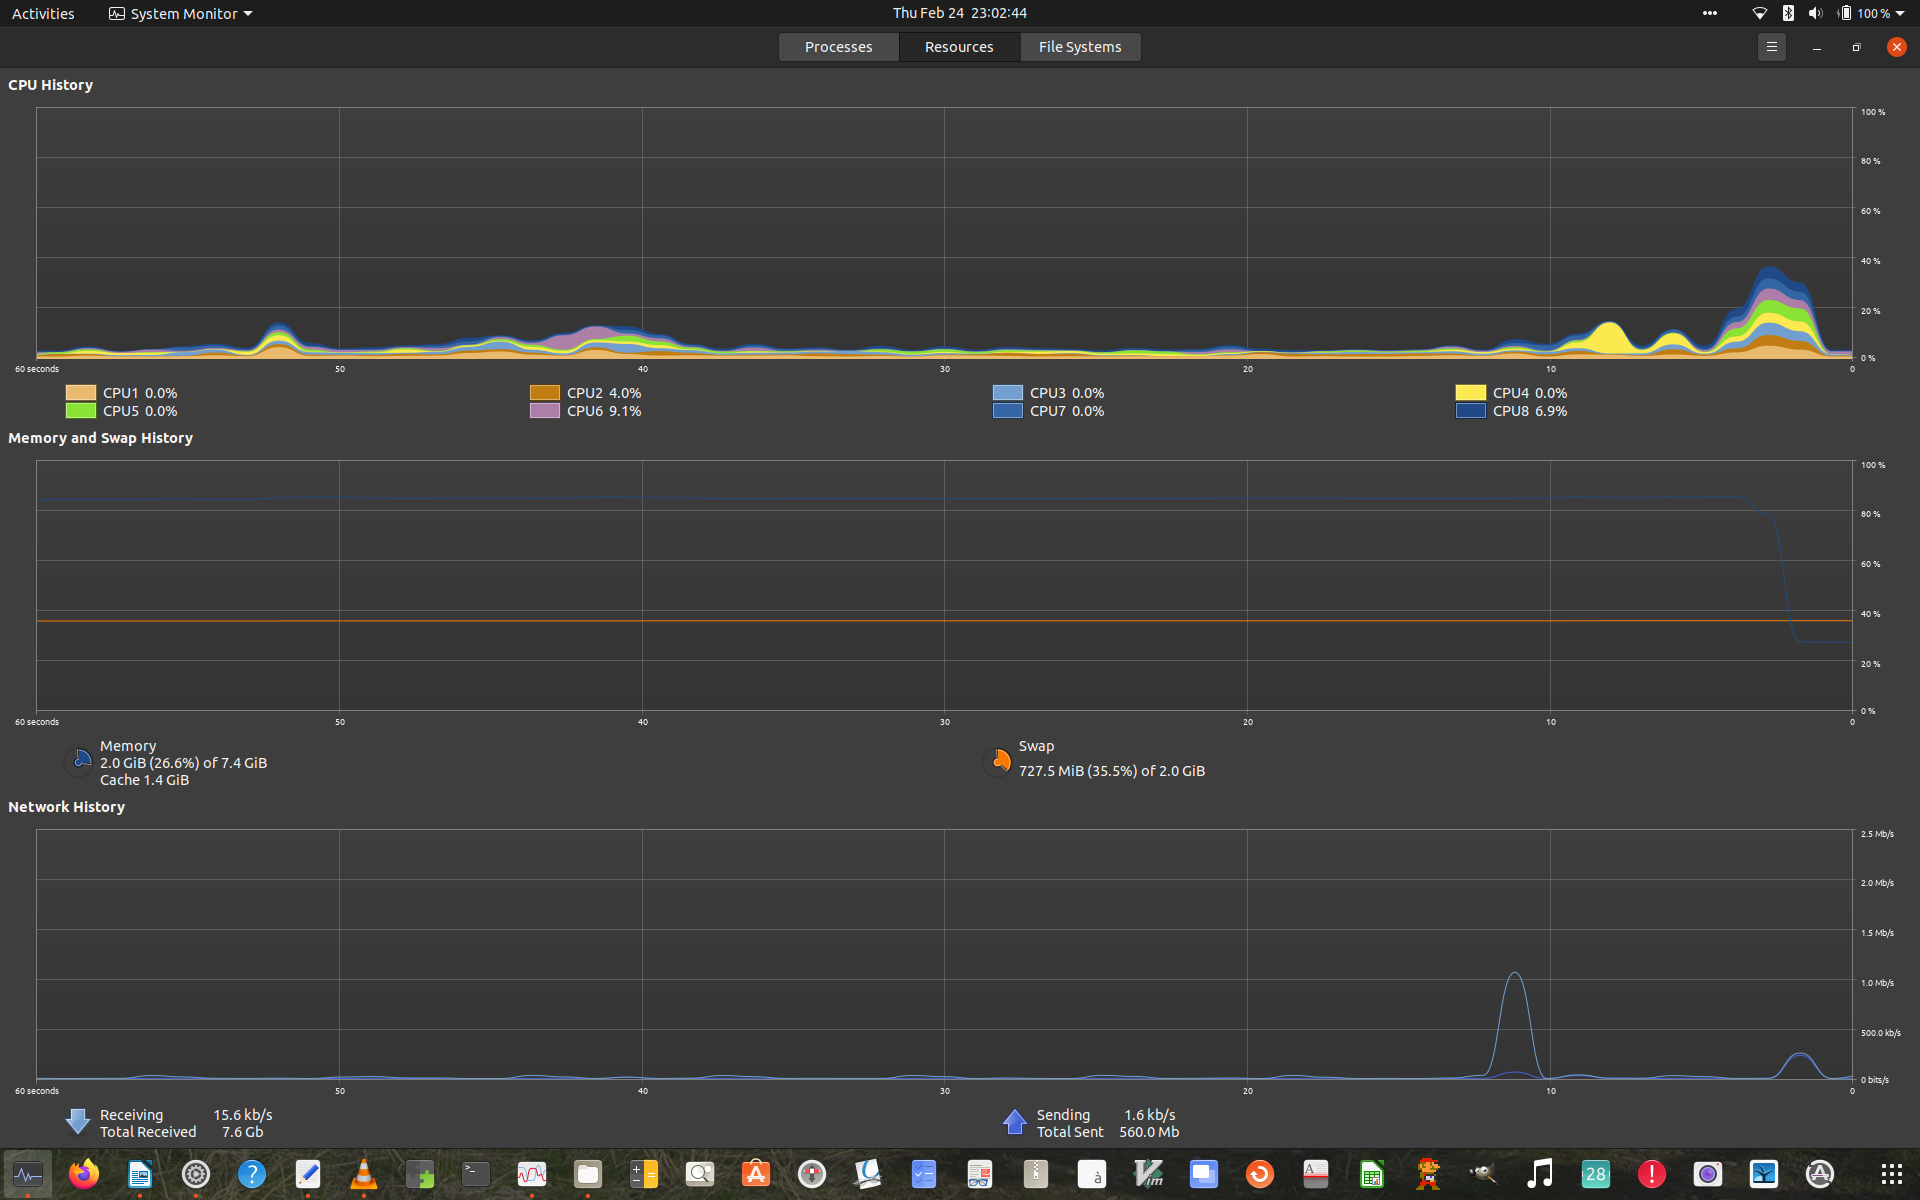 Activities System Monitor Thu Feb 24 23:02:44 100 %
Processes Resources File Systems
CPU History
100 %
80 %
60 %
40 %
20 %
0 %
60 seconds 50 40 30 20 10 0
CPU1 0.0% CPU2 4.0% CPU3 0.0% CPU4 0.0%
CPU5 0.0% CPU6 9.1% CPU7 0.0% CPU8 6.9%
Memory and Swap History
100 %
80 %
60 %
40 %
20 %
0 %
60 seconds 50 40 30 20 10 0
Memory
2.0 GiB (26.6%) of 7.4 GiB
Cache 1.4 GiB
Swap
727.5 MiB (35.5%) of 2.0 GiB
Network History
2.5 Mb/s
2.0 Mb/s
1.5 Mb/s
1.0 Mb/s
500.0 kb/s
0 bits/s
60 seconds 50 40 30 20 10 0
Receiving 15.6 kb/s
Total Received 7.6 Gb
Sending 1.6 kb/s
Total Sent 560.0 Mb
? >_ à Vim A 28 !